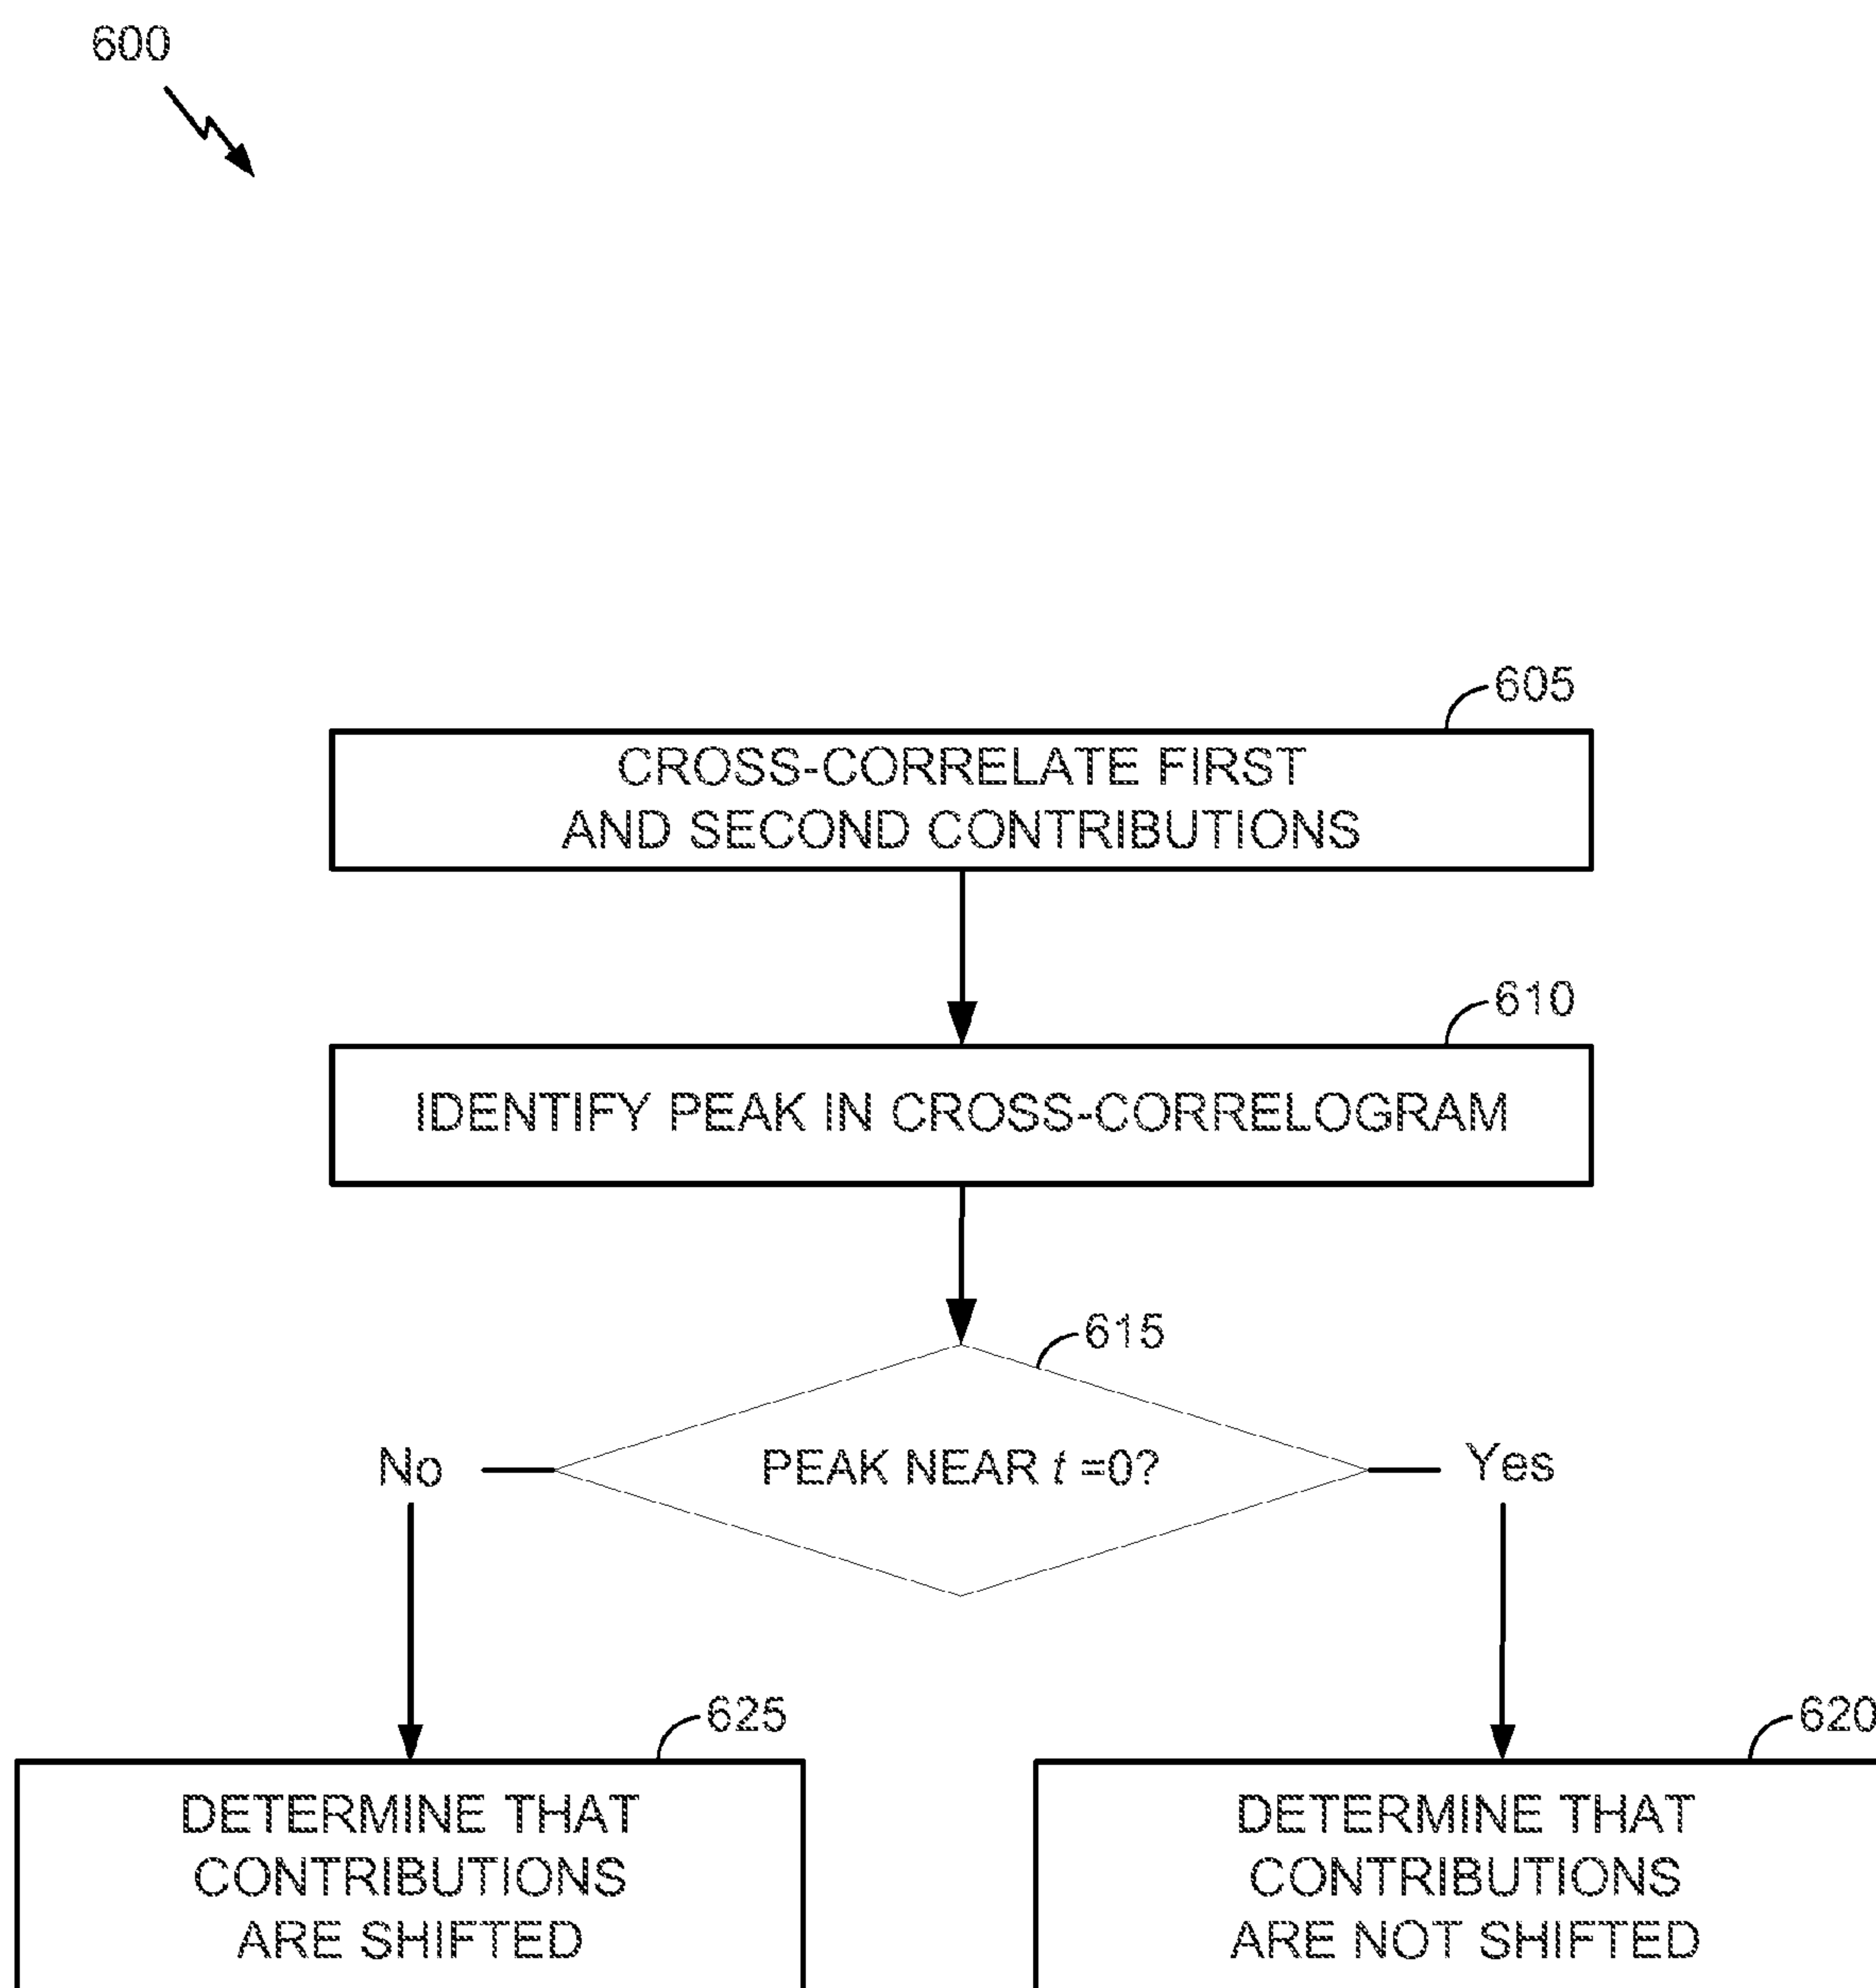 600
605
CROSS-CORRELATE FIRST
AND SECOND CONTRIBUTIONS
610
IDENTIFY PEAK IN CROSS-CORRELOGRAM
615
No
PEAK NEAR t =0?
Yes
625
620
DETERMINE THAT
CONTRIBUTIONS
ARE SHIFTED
DETERMINE THAT
CONTRIBUTIONS
ARE NOT SHIFTED